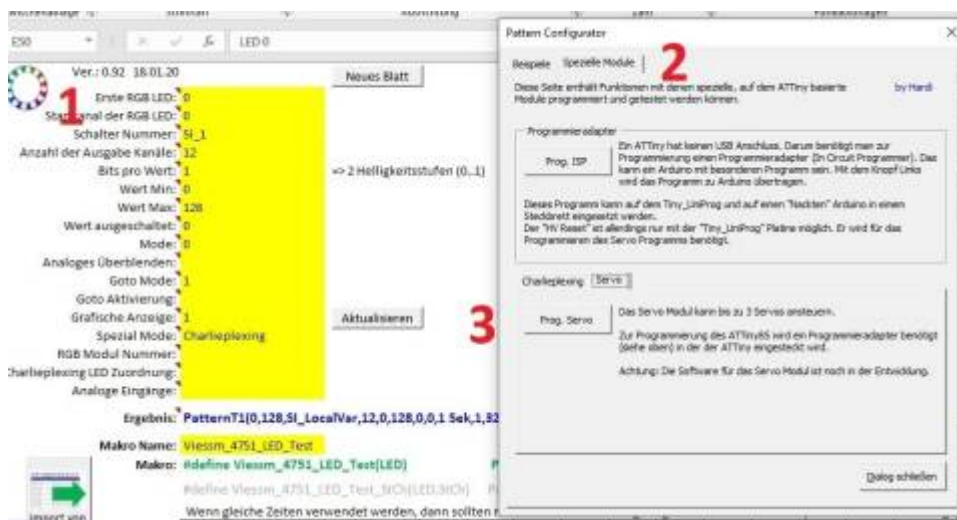 E50
LED 0
Ver.: 0.92 18.01.20
Neues Blatt
1
Erste RGB LED: 0
kanal der RGB LED: 0
Schalter Nummer: SI_1
Anzahl der Ausgabe Kanäle: 12
Bits pro Wert: 1
=> 2 Helligkeitsstufen (0..1)
Wert Min: 0
Wert Max: 128
Wert ausgeschaltet: 0
Mode: 0
Analoges Überblenden:
Goto Mode: 1
Goto Aktivierung:
Grafische Anzeige: 1
Aktualisieren
Spezial Mode: Charlieplexing
RGB Modul Nummer:
Charlieplexing LED Zuordnung:
Analoge Eingänge:
Ergebnis: PatternT1(0,128,SI_LocalVar,12,0,128,0,0,1 Sek,1,32
Makro Name: Viessm_4751_LED_Test
Makro: #define Viessm_4751_LED_Test(LED)
#define Viessm_4751_LED_Test_StCh(LED,StCh)
Wenn gleiche Zeiten verwendet werden, dann sollten
Import von
Pattern Configurator
Beispiele
Spezielle Module
2
Diese Seite enthält Funktionen mit denen spezielle, auf dem ATTiny basierte
Module programmiert und getestet werden können.
by Hardi
Programmieradapter
Prog. ISP
Ein ATTiny hat keinen USB Anschluss. Darum benötigt man zur
Programmierung einen Programmieradapter (In Circuit Programmer). Das
kann ein Arduino mit besonderen Programm sein. Mit dem Knopf Links
wird das Programm zu Arduino übertragen.
Dieses Programm kann auf dem Tiny_UniProg und auf einen "Nackten" Arduino in einem
Steckbrett eingesetzt werden.
Der "HV Reset" ist allerdings nur mit der "Tiny_UniProg" Platine möglich. Er wird für das
Programmieren des Servo Programms benötigt.
Charlieplexing
Servo
3
Prog. Servo
Das Servo Modul kann bis zu 3 Servos ansteuern.
Zur Programmierung des ATTiny85 wird ein Programmieradapter benötigt
(siehe oben) in der der ATTiny eingesteckt wird.
Achtung: Die Software für das Servo Modul ist noch in der Entwicklung.
Dialog schließen